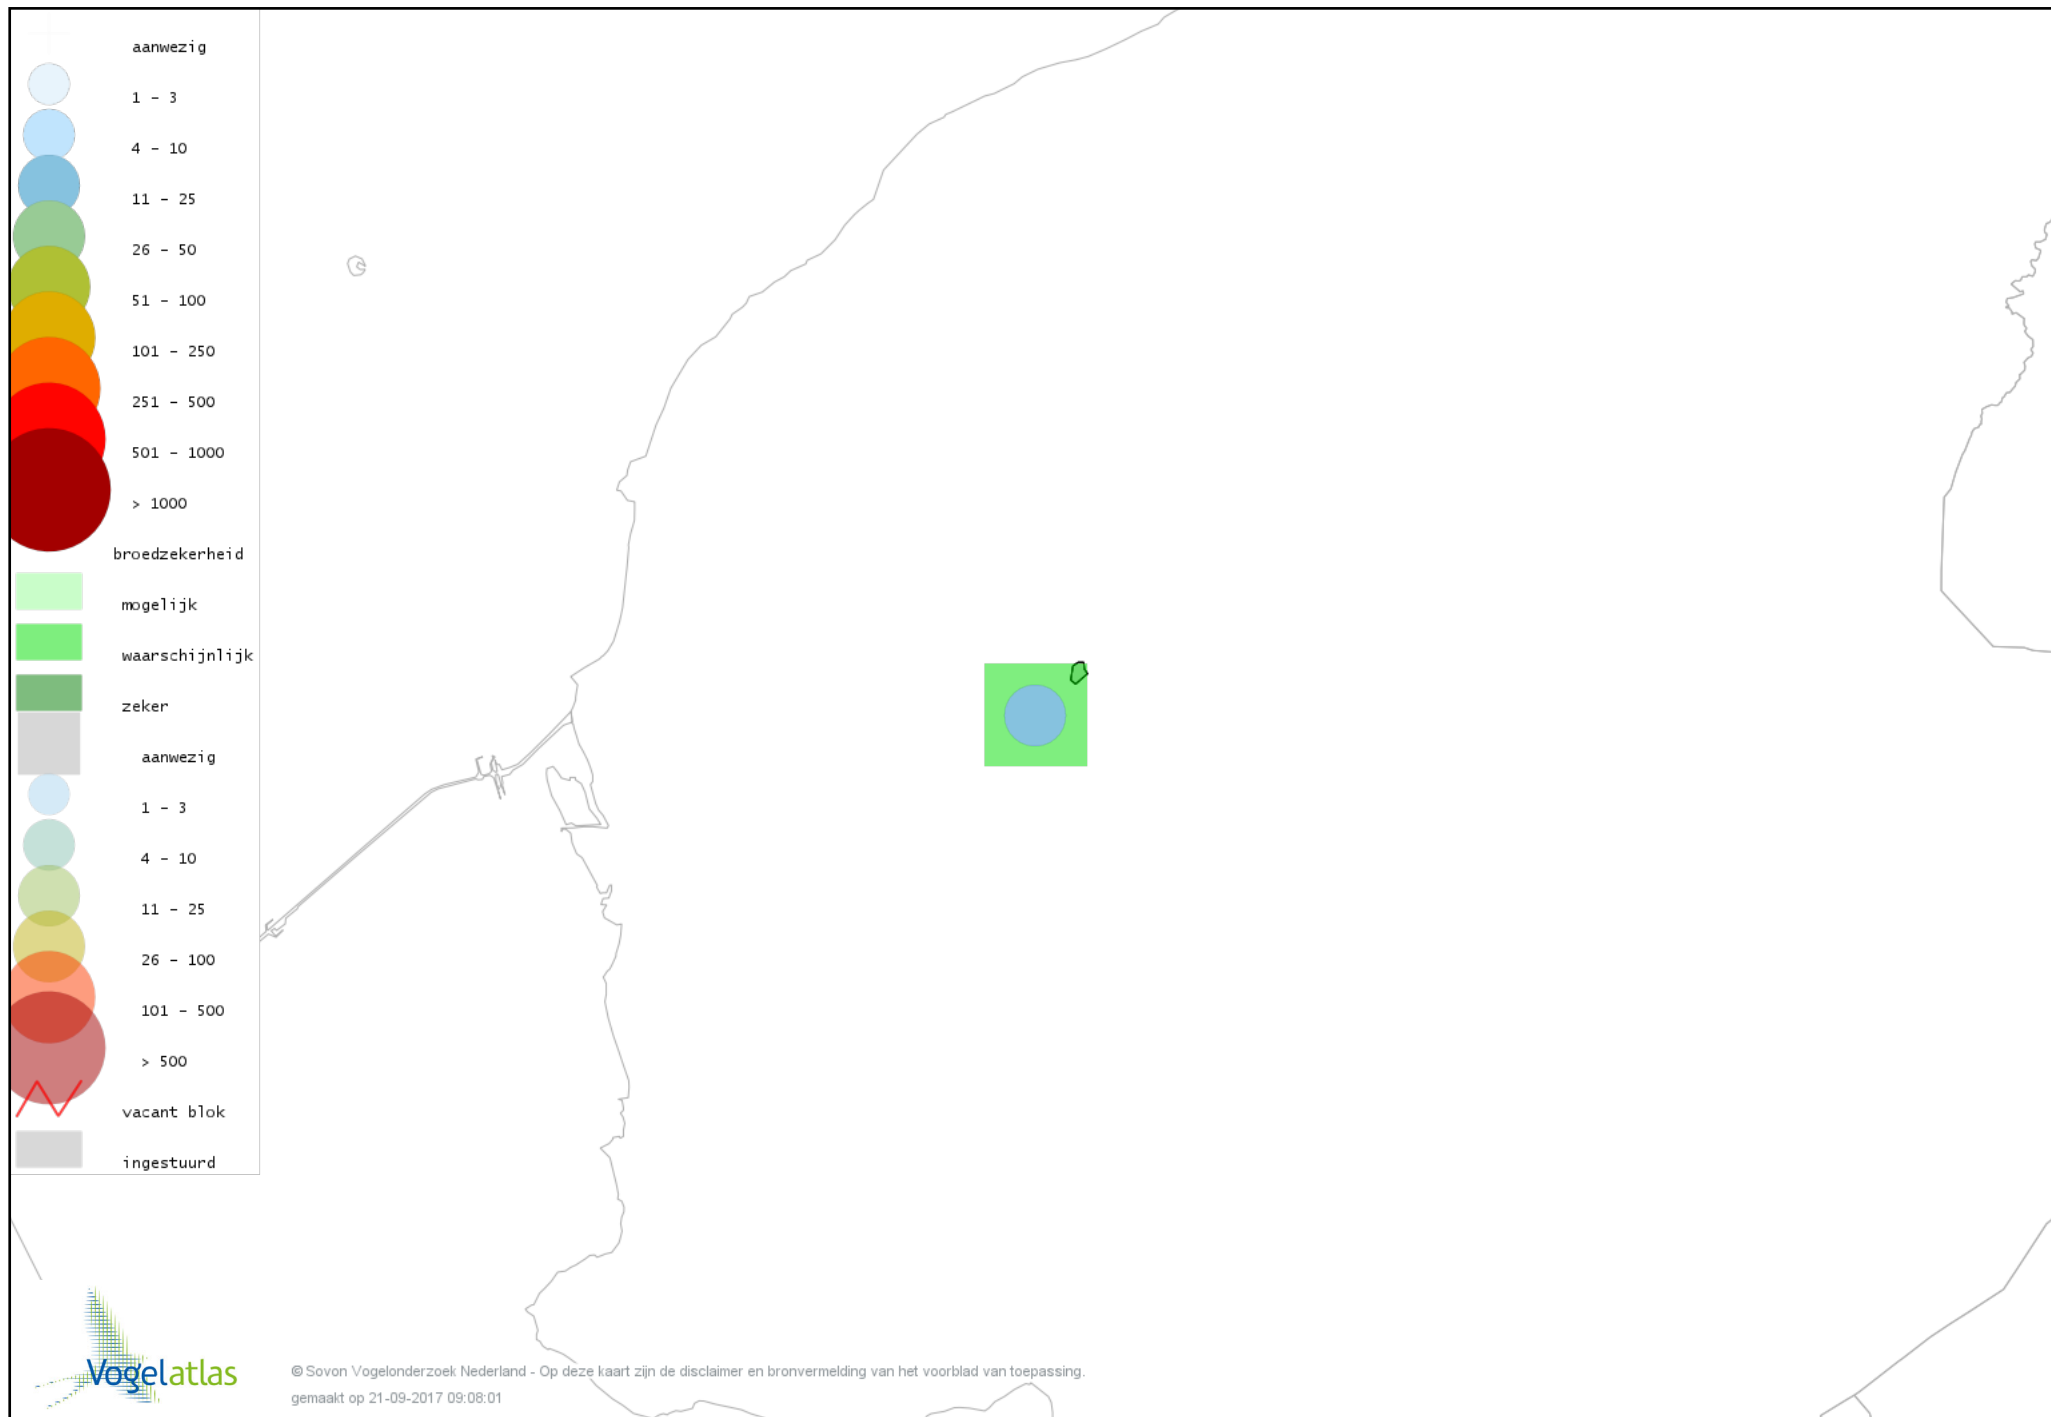 aanwezig
1 - 3
4 - 10
11 - 25
26 - 50
51 - 100
101 - 250
251 - 500
501 - 1000
> 1000
broedzekerheid
mogelijk
waarschijnlijk
zeker
aanwezig
1 - 3
4 - 10
11 - 25
26 - 100
101 - 500
> 500
vacant blok
ingestuurd
Vogelatlas
© Sovon Vogelonderzoek Nederland - Op deze kaart zijn de disclaimer en bronvermelding van het voorblad van toepassing.
gemaakt op 21-09-2017 09:08:01